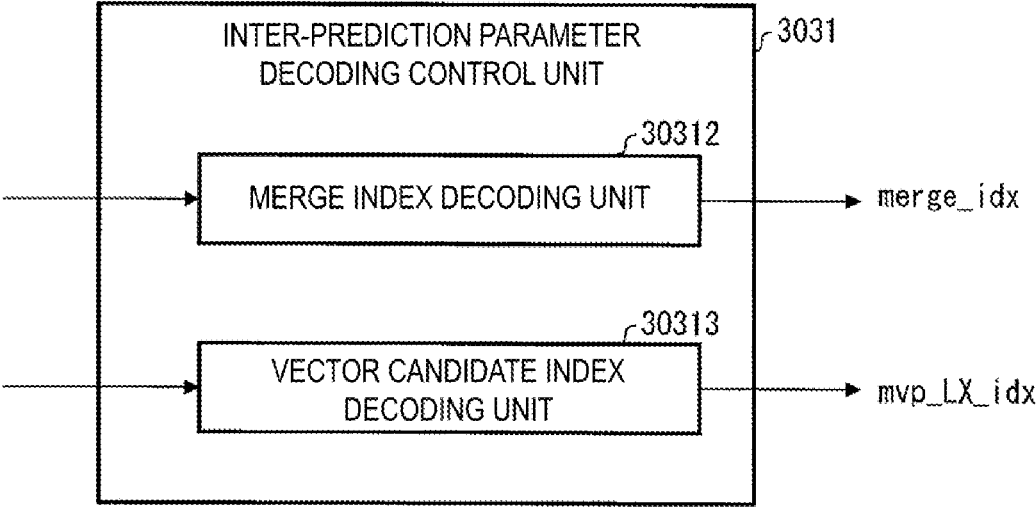 INTER-PREDICTION PARAMETER
DECODING CONTROL UNIT
3031
30312
MERGE INDEX DECODING UNIT
merge_idx
30313
VECTOR CANDIDATE INDEX
DECODING UNIT
mvp_LX_idx